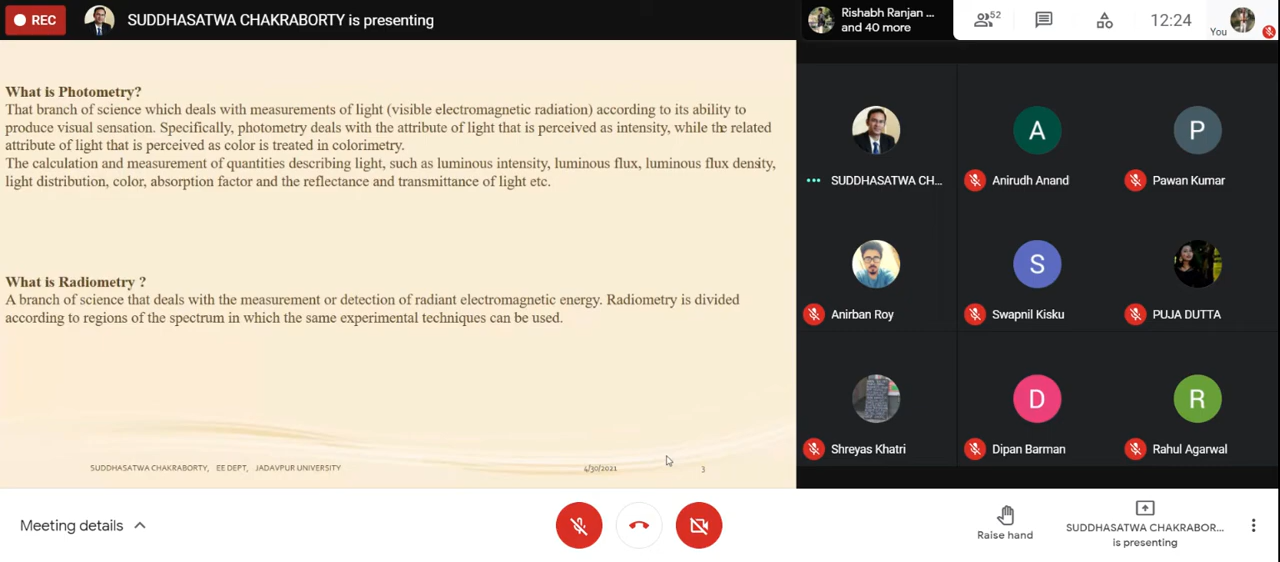 REC
SUDDHASATWA CHAKRABORTY is presenting
Rishabh Ranjan ...
and 40 more
52
12:24
You
What is Photometry?
That branch of science which deals with measurements of light (visible electromagnetic radiation) according to its ability to
produce visual sensation. Specifically, photometry deals with the attribute of light that is perceived as intensity, while the related
attribute of light that is perceived as color is treated in colorimetry.
The calculation and measurement of quantities describing light, such as luminous intensity, luminous flux, luminous flux density,
light distribution, color, absorption factor and the reflectance and transmittance of light etc.
What is Radiometry ?
A branch of science that deals with the measurement or detection of radiant electromagnetic energy. Radiometry is divided
according to regions of the spectrum in which the same experimental techniques can be used.
SUDDHASATWA CHAKRABORTY, EE DEPT, JADAVPUR UNIVERSITY
4/30/2021
3
A
P
SUDDHASATWA CH...
Anirudh Anand
Pawan Kumar
S
Anirban Roy
Swapnil Kisku
PUJA DUTTA
D
R
Shreyas Khatri
Dipan Barman
Rahul Agarwal
Meeting details
Raise hand
SUDDHASATWA CHAKRABOR...
is presenting